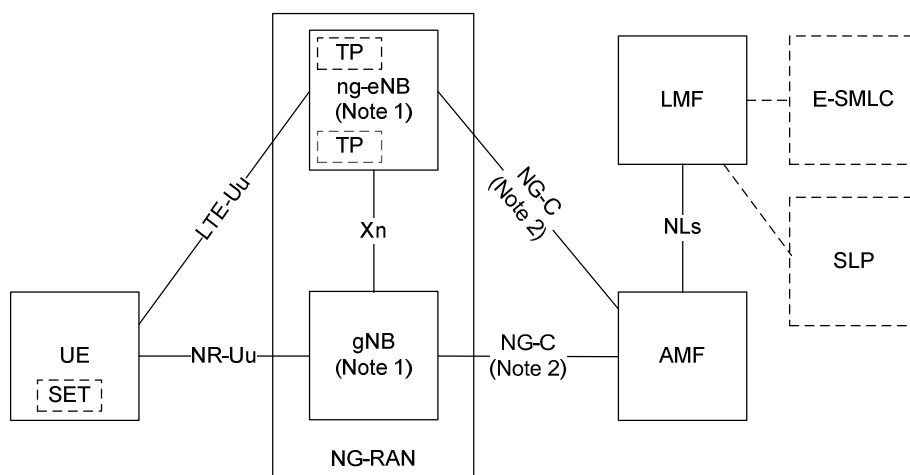 TP
ng-eNB
(Note 1)
TP
LMF
E-SMLC
LTE-Uu
NG-C
(Note 2)
Xn
NLs
SLP
UE
SET
NR-Uu
gNB
(Note 1)
NG-C
(Note 2)
AMF
NG-RAN